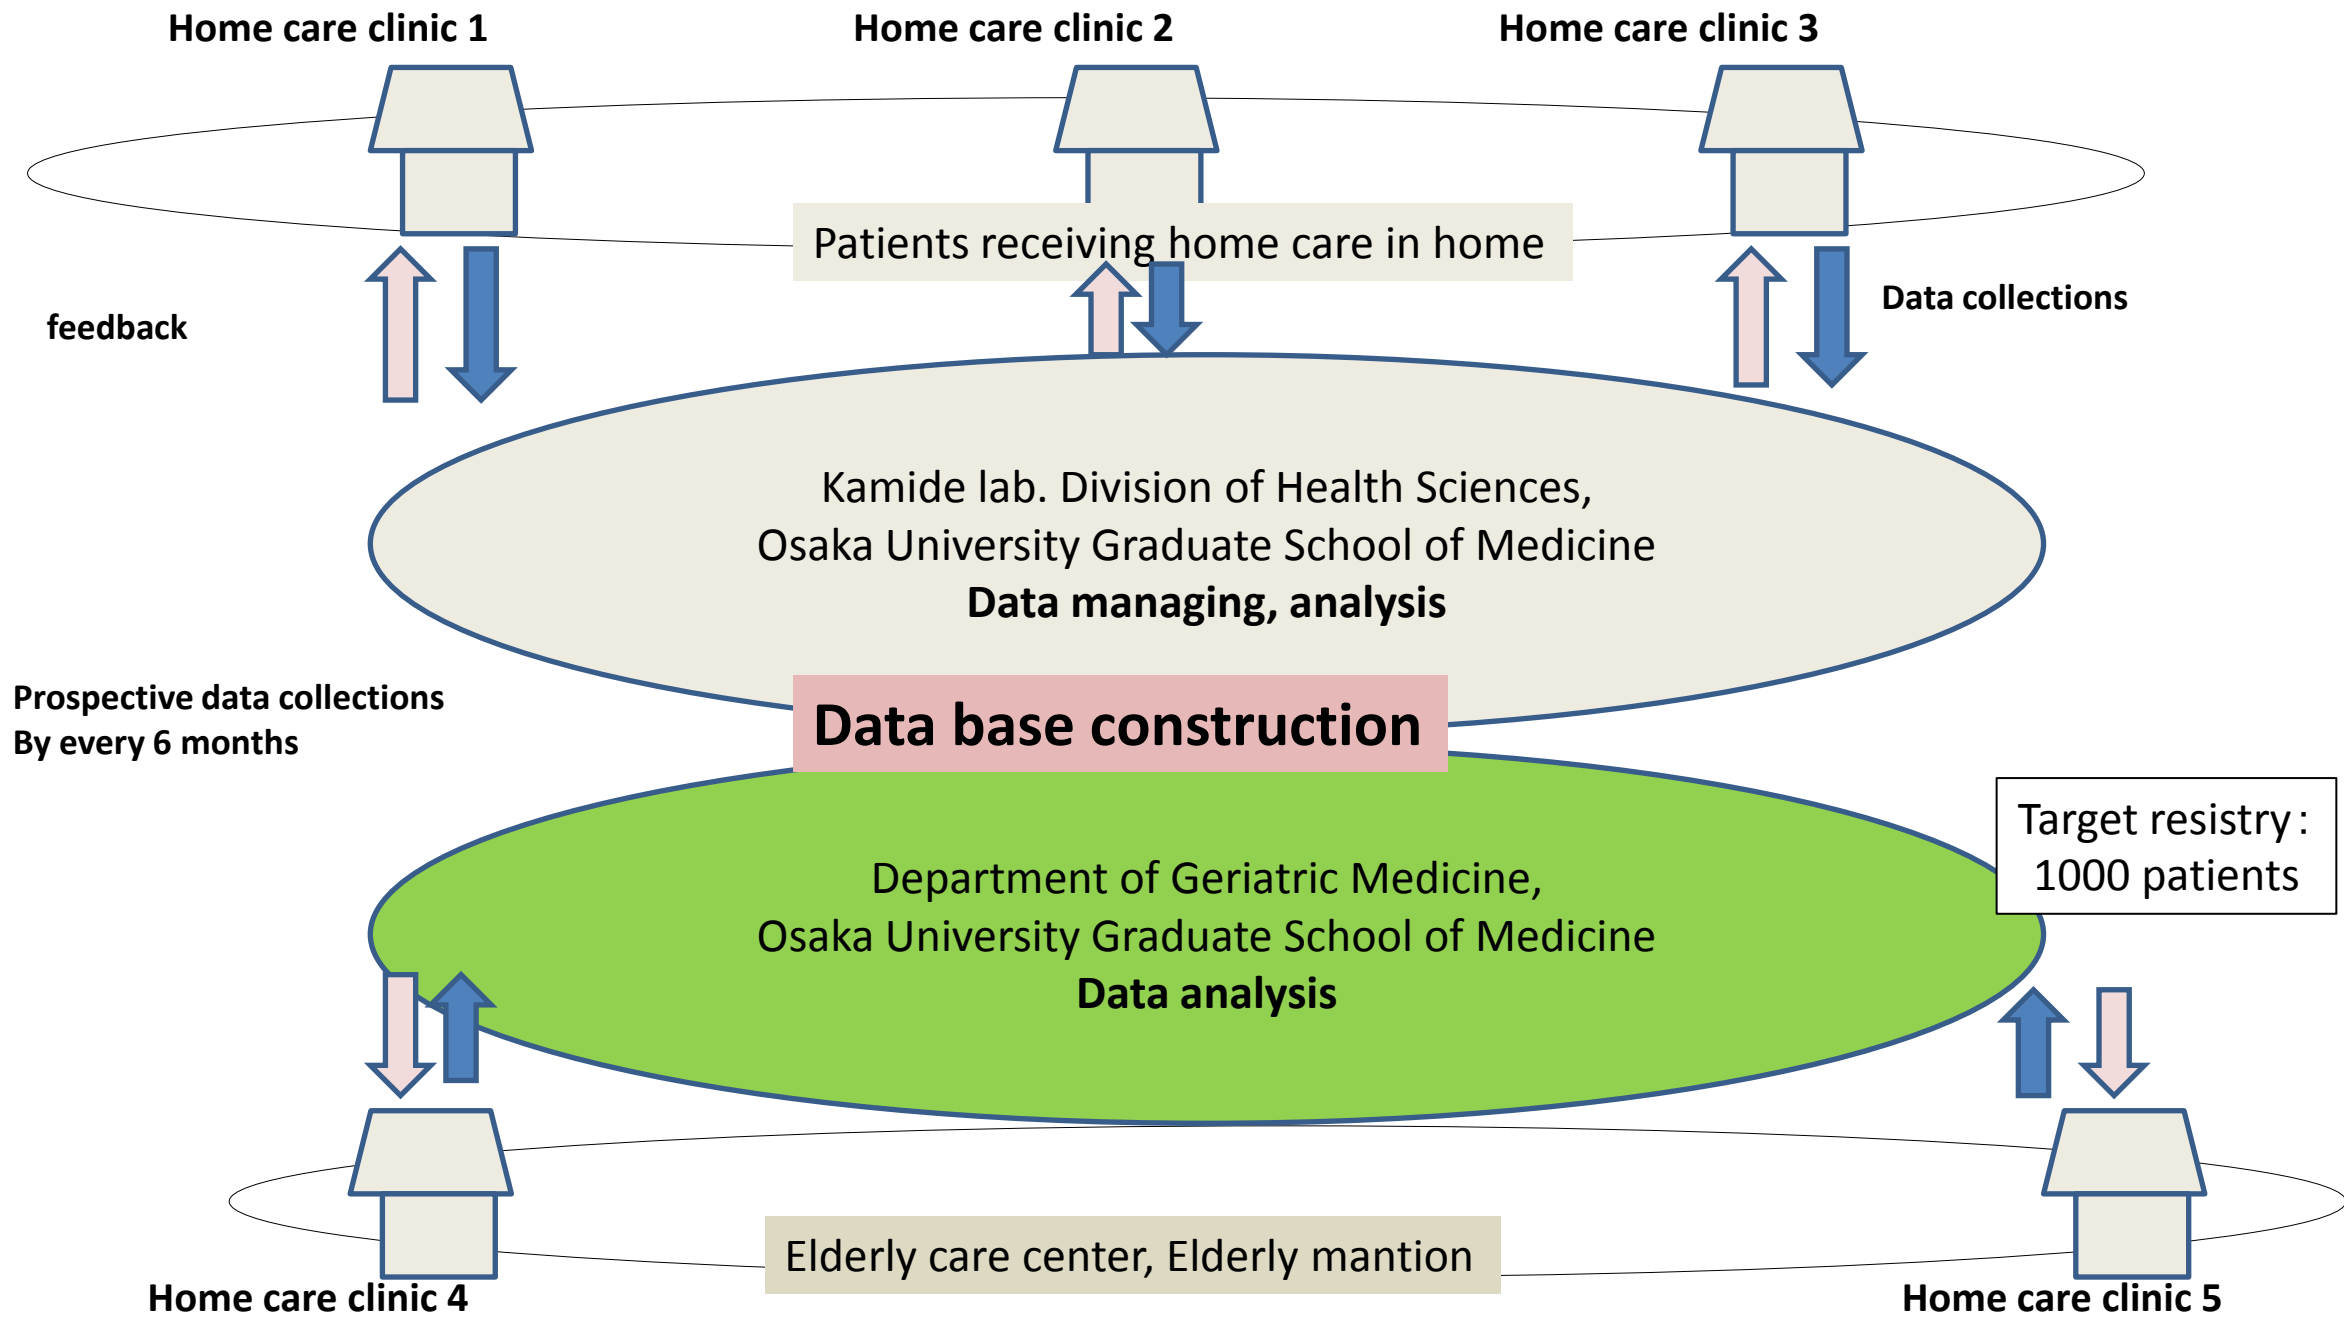 Home care clinic 1
Home care clinic 2
Home care clinic 3
Patients receiving home care in home
feedback
Data collections
Kamide lab. Division of Health Sciences,
Osaka University Graduate School of Medicine
Data managing, analysis
Prospective data collections
By every 6 months
Data base construction
Target resistry：
1000 patients
Department of Geriatric Medicine,
Osaka University Graduate School of Medicine
Data analysis
Elderly care center, Elderly mantion
Home care clinic 4
Home care clinic 5